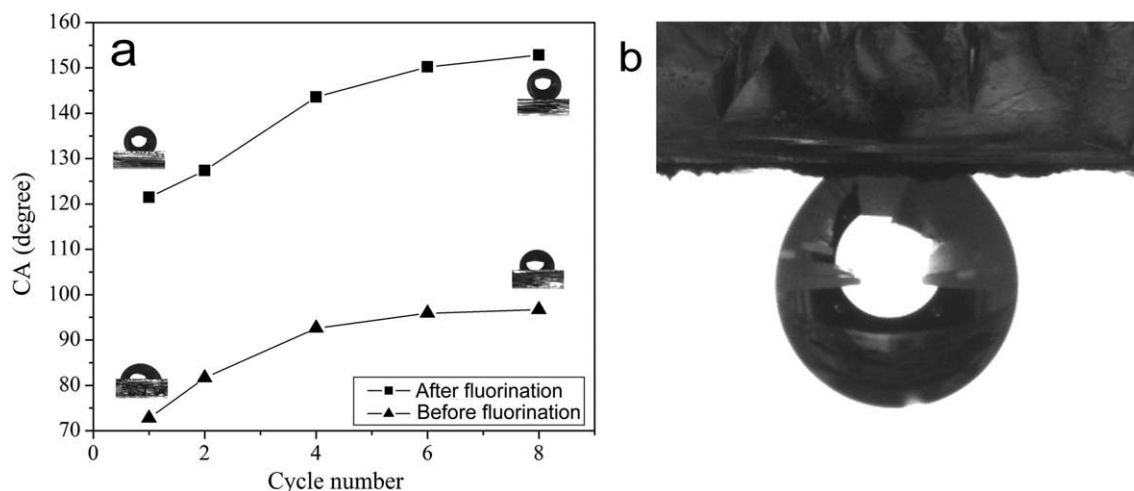 a
b
160
150
140
130
120
110
100
90
80
70
CA (degree)
After fluorination
Before fluorination
0 2 4 6 8
Cycle number